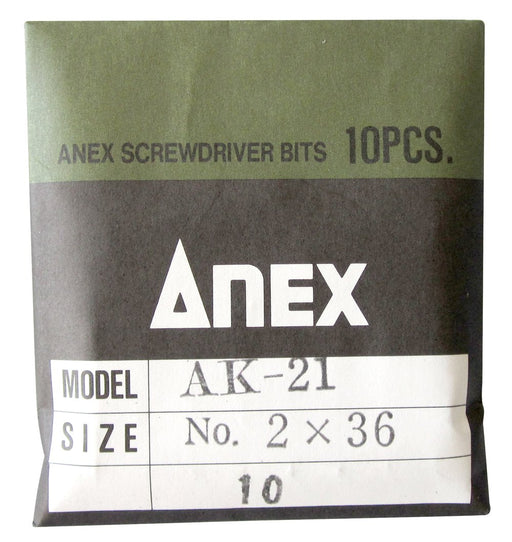 ANEX SCREWDRIVER BITS 10PCS.
ANEX
MODEL AK-21
SIZE No. 2 × 36
10